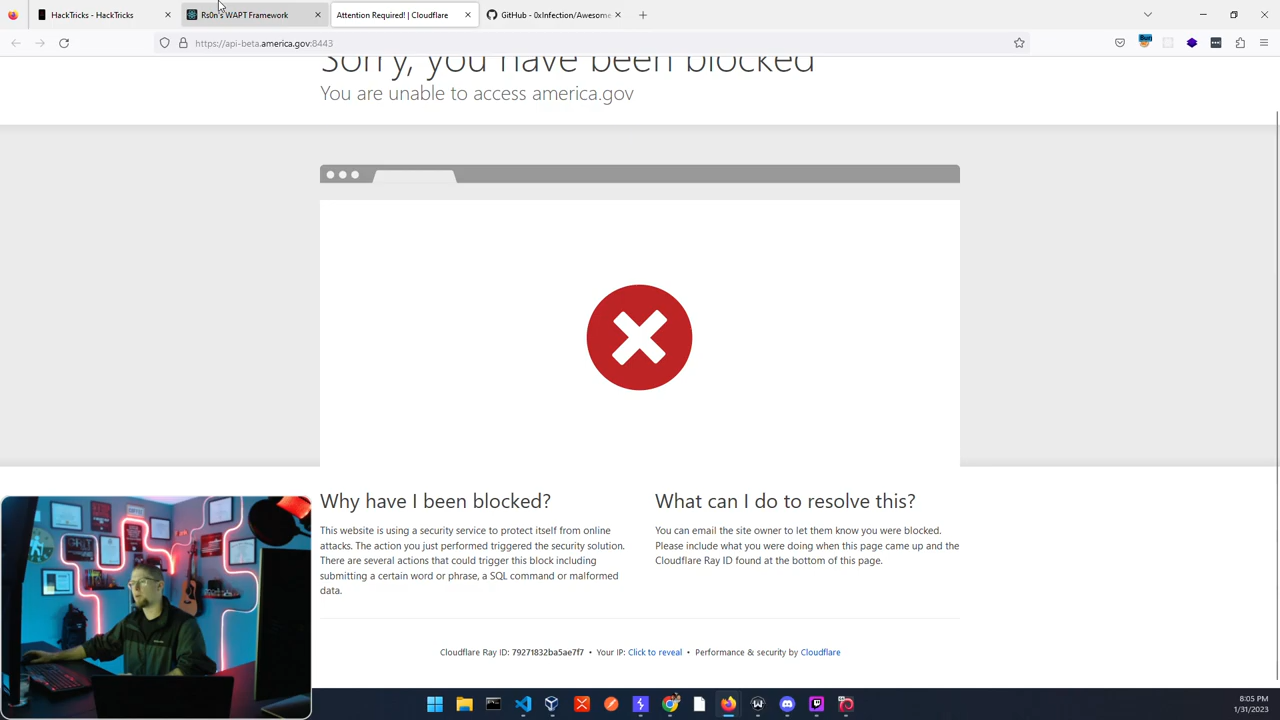 HackTricks - HackTricks
Rs0n's WAPT Framework
Attention Required! | Cloudflare
GitHub - 0xInfection/Awesome
https://api-beta.america.gov:8443
Sorry, you have been blocked
You are unable to access america.gov
Why have I been blocked?
This website is using a security service to protect itself from online
attacks. The action you just performed triggered the security solution.
There are several actions that could trigger this block including
submitting a certain word or phrase, a SQL command or malformed
data.
What can I do to resolve this?
You can email the site owner to let them know you were blocked.
Please include what you were doing when this page came up and the
Cloudflare Ray ID found at the bottom of this page.
Cloudflare Ray ID: 79271832ba5ae7f7 • Your IP: Click to reveal • Performance & security by Cloudflare
8:05 PM
1/31/2023